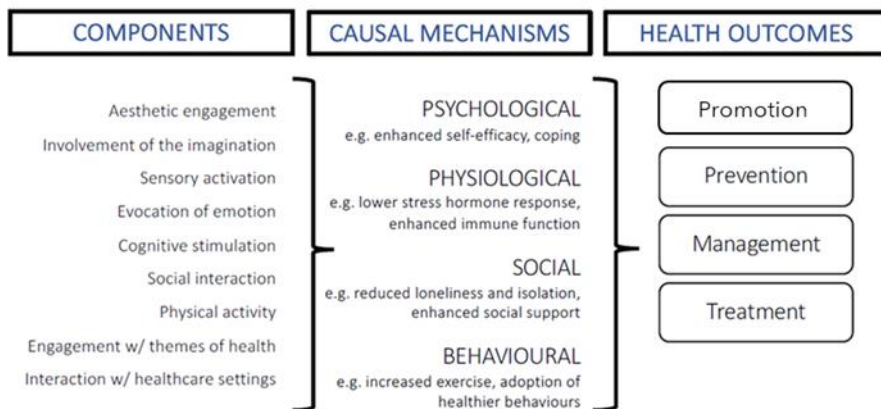 COMPONENTS
CAUSAL MECHANISMS
HEALTH OUTCOMES
Aesthetic engagement
Involvement of the imagination
Sensory activation
Evocation of emotion
Cognitive stimulation
Social interaction
Physical activity
Engagement w/ themes of health
Interaction w/ healthcare settings
PSYCHOLOGICAL
e.g. enhanced self-efficacy, coping
PHYSIOLOGICAL
e.g. lower stress hormone response,
enhanced immune function
SOCIAL
e.g. reduced loneliness and isolation,
enhanced social support
BEHAVIOURAL
e.g. increased exercise, adoption of
healthier behaviours
Promotion
Prevention
Management
Treatment